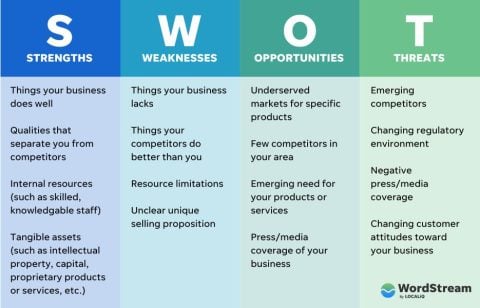 S
STRENGTHS
Things your business
does well
Qualities that
separate you from
competitors
Internal resources
(such as skilled,
knowledgable staff)
Tangible assets
(such as intellectual
property, capital,
proprietary products
or services, etc.)
W
WEAKNESSES
Things your business
lacks
Things your
competitors do
better than you
Resource limitations
Unclear unique
selling proposition
O
OPPORTUNITIES
Underserved
markets for specific
products
Few competitors in
your area
Emerging need for
your products or
services
Press/media
coverage of your
business
T
THREATS
Emerging
competitors
Changing regulatory
environment
Negative
press/media
coverage
Changing customer
attitudes toward
your business
WordStream
By LOCALiQ